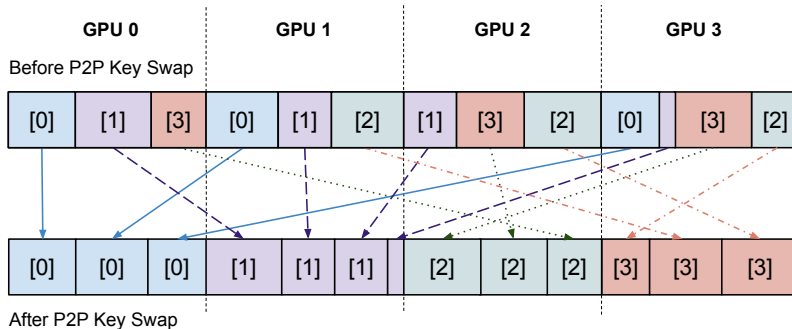 GPU 0 GPU 1 GPU 2 GPU 3
Before P2P Key Swap
[0] [1] [3] [0] [1] [2] [1] [3] [2] [0] [3] [2]
[0] [0] [0] [1] [1] [1] [2] [2] [2] [3] [3] [3]
After P2P Key Swap